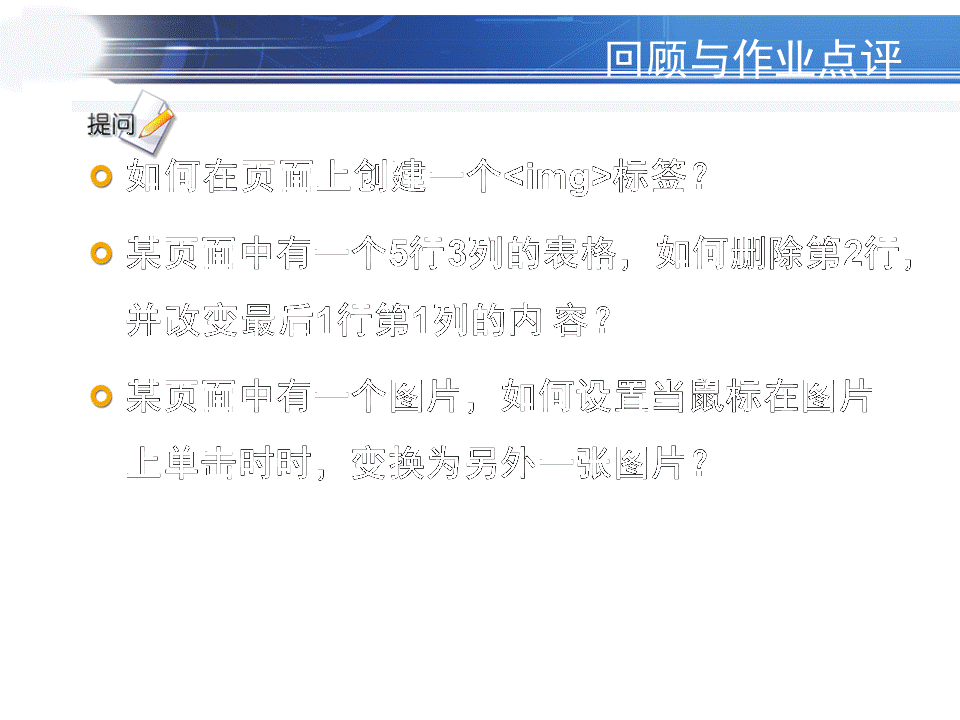 回顾与作业点评
提问
如何在页面上创建一个<img>标签？
某页面中有一个5行3列的表格，如何删除第2行，
并改变最后1行第1列的内 容？
某页面中有一个图片，如何设置当鼠标在图片
上单击时时，变换为另外一张图片？